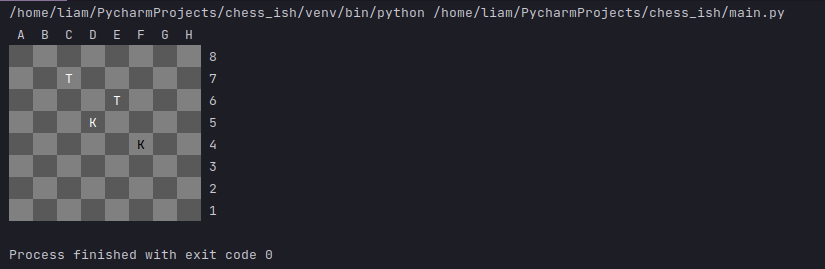 /home/liam/PycharmProjects/chess_ish/venv/bin/python /home/liam/PycharmProjects/chess_ish/main.py
A B C D E F G H
8
T 7
T 6
K 5
K 4
3
2
1
Process finished with exit code 0